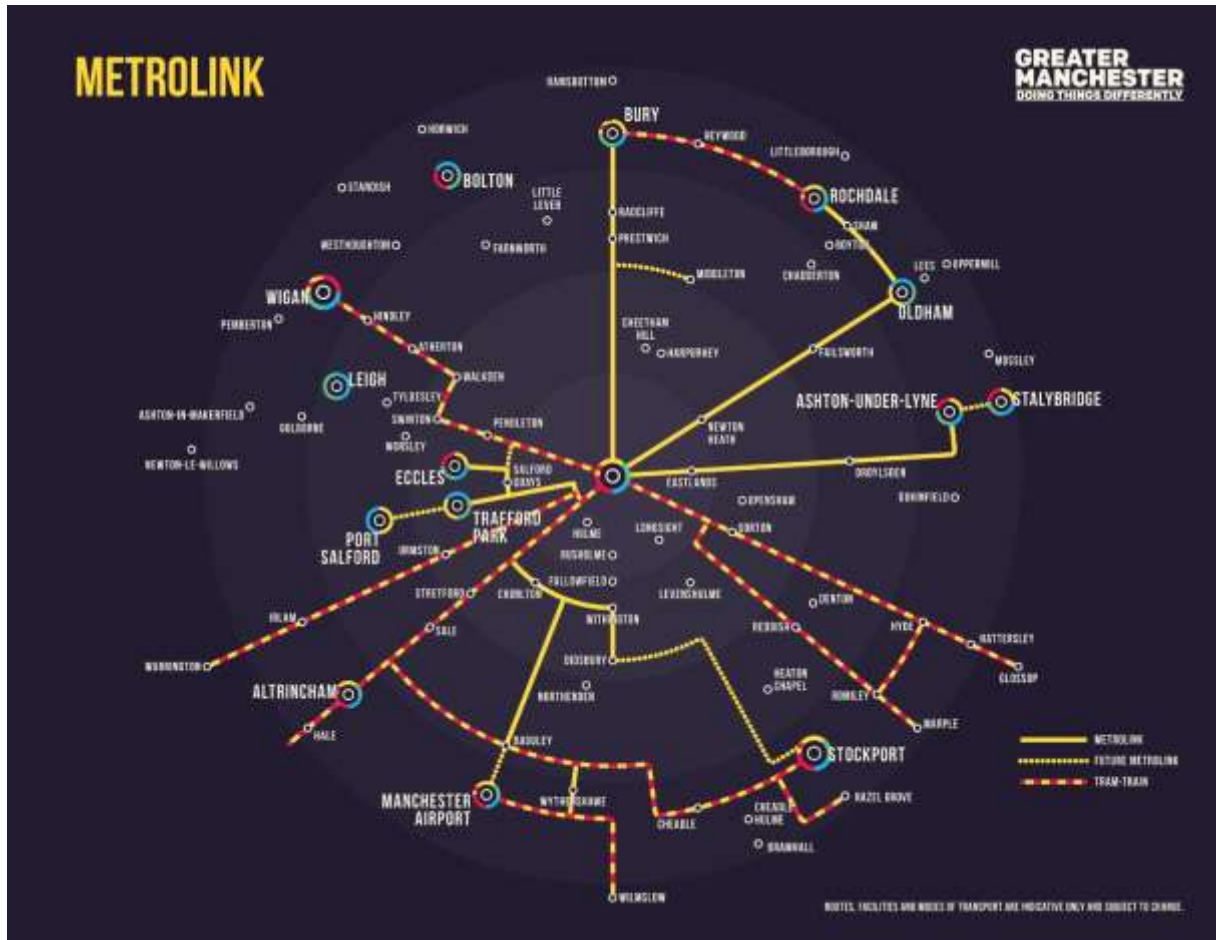 METROLINK
GREATER
MANCHESTER
DOING THINGS DIFFERENTLY
RAMSBOTTOM
BURY
HEYWOOD
HORWICH
LITTLEBOROUGH
BOLTON
STANDISH
LITTLE
LEVER
ROCHDALE
RADCLIFFE
SHAW
PRESTWICH
ROYTON
WESTHOUGHTON
FARNWORTH
MIDDLETON
CHADDERTON
LEES
UPPERMILL
WIGAN
OLDHAM
HINDLEY
PEMBERTON
CHEETHAM
HILL
HARPURHEY
ATHERTON
FAILSWORTH
MOSSLEY
WALKDEN
LEIGH
TYLDESLEY
ASHTON-UNDER-LYNE
STALYBRIDGE
ASHTON-IN-MAKERFIELD
GOLBORNE
SWINTON
PENDLETON
NEWTON
HEATH
WORSLEY
NEWTON-LE-WILLOWS
ECCLES
SALFORD
QUAYS
EASTLANDS
DROYLSDEN
DUKINFIELD
OPENSHAW
TRAFFORD
PARK
PORT
SALFORD
HULME
LONGSIGHT
GORTON
URMSTON
RUSHOLME
STRETFORD
CHORLTON
FALLOWFIELD
LEVENSHULME
DENTON
IRLAM
SALE
WITHINGTON
REDDISH
HYDE
HATTERSLEY
WARRINGTON
DIDSBURY
GLOSSOP
ALTRINCHAM
NORTHENDEN
HEATON
CHAPEL
ROMILEY
MARPLE
HALE
BAGULEY
STOCKPORT
METROLINK
FUTURE METROLINK
TRAM-TRAIN
MANCHESTER
AIRPORT
WYTHENSHAWE
CHEADLE
CHEADLE
HULME
HAZEL GROVE
BRAMHALL
WILMSLOW
ROUTES, FACILITIES AND MODES OF TRANSPORT ARE INDICATIVE ONLY AND SUBJECT TO CHANGE.